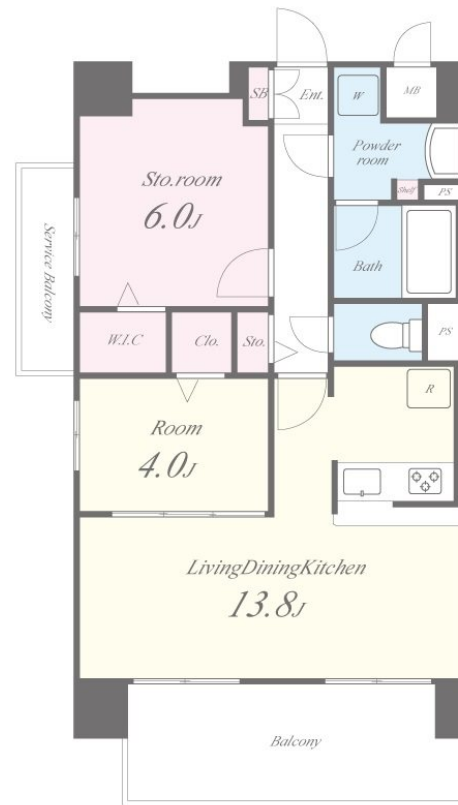 SB
Ent.
W
MB
Powder
room
Sto.room
6.0J
Shelf
PS
Service Balcony
Bath
W.I.C
Clo.
Sto.
PS
Room
4.0J
R
LivingDiningKitchen
13.8J
Balcony